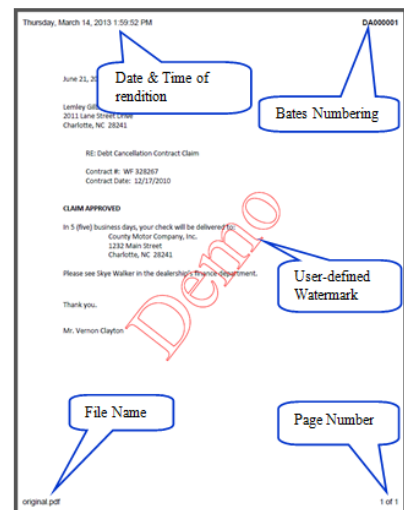 Thursday, March 14, 2013 1:59:52 PM
DA000001
Date & Time of
rendition
Bates Numbering
June 21, 20
Lemley Gil
2011 Lane Street Drive
Charlotte, NC 28241
RE: Debt Cancellation Contract Claim
Contract #: WF 328267
Contract Date: 12/17/2010
CLAIM APPROVED
In 5 (five) business days, your check will be delivered to:
County Motor Company, Inc.
1232 Main Street
Charlotte, NC 28241
Please see Skye Walker in the dealership's finance department.
Demo
User-defined
Watermark
Thank you.
Mr. Vernon Clayton
File Name
Page Number
original.pdf
1 of 1